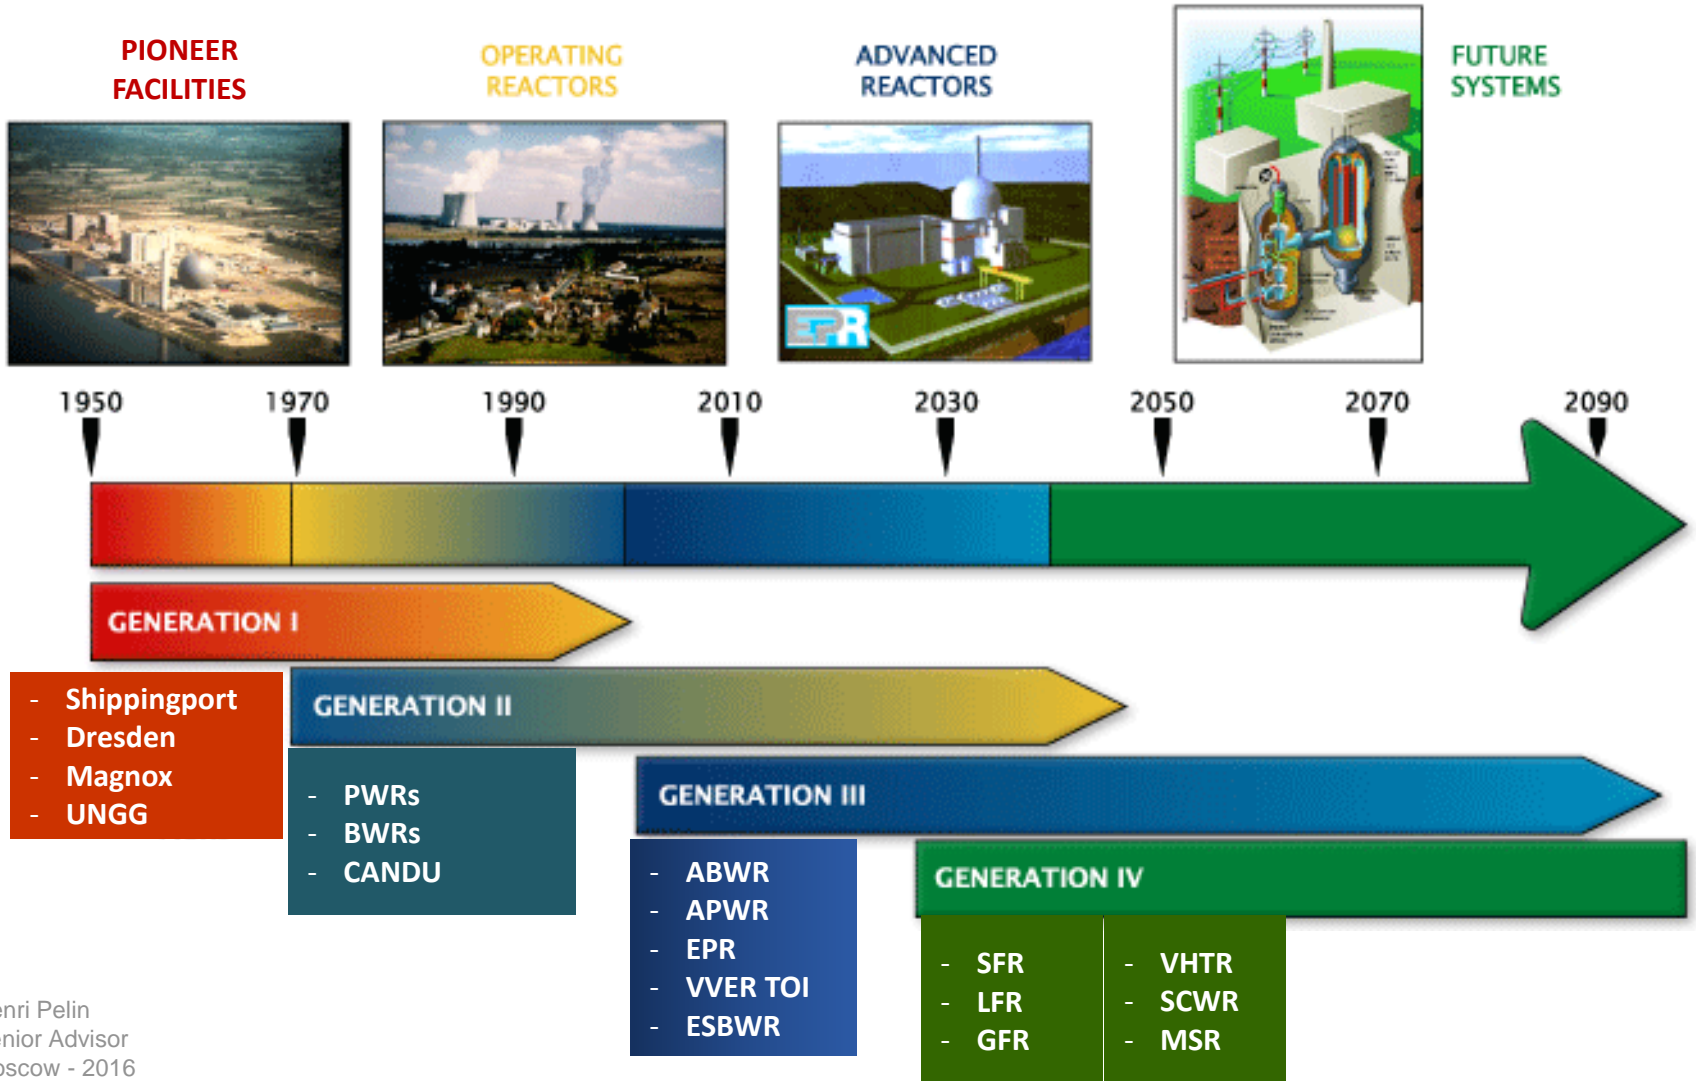 PIONEER
FACILITIES
OPERATING
REACTORS
ADVANCED
REACTORS
FUTURE
SYSTEMS
EPR
1950 1970 1990 2010 2030 2050 2070 2090
GENERATION I
- Shippingport
- Dresden
- Magnox
- UNGG
GENERATION II
- PWRs
- BWRs
- CANDU
GENERATION III
- ABWR
- APWR
- EPR
- VVER TOI
- ESBWR
GENERATION IV
- SFR
- LFR
- GFR
- VHTR
- SCWR
- MSR
enri Pelin
enior Advisor
oscow - 2016